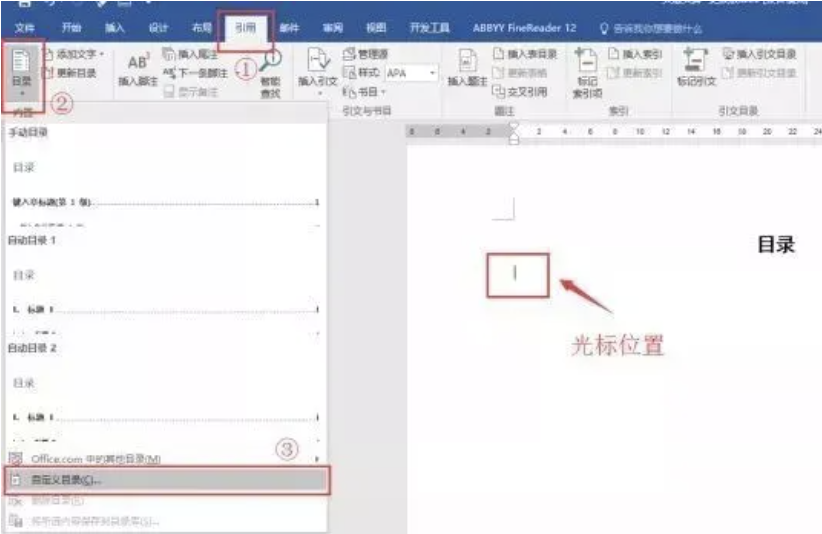 文件 开始 插入 设计 布局 引用 邮件 审阅 视图 开发工具 ABBYY FineReader 12 告诉我你想要做什么
目录
添加文字
更新目录
AB¹
插入脚注
插入尾注
下一条脚注
显示备注
①
智能
查找
插入引文
管理源
样式: APA
书目
引文与书目
插入题注
插入表目录
更新表格
交叉引用
题注
标记
索引项
插入索引
更新索引
索引
标记引文
插入引文目录
更新引文目录
引文目录
②
内置
手动目录
目录
键入章标题(第 1 级) 1
自动目录 1
目录
1. 标题 1 1
自动目录 2
目录
1. 标题 1 1
③
Office.com 中的其他目录(M)
自定义目录(C)...
删除目录(R)
将所选内容保存到目录库(S)...
8 6 4 2 2 4 6 8 10 12 14 16 18 20 22 24
目录
光标位置